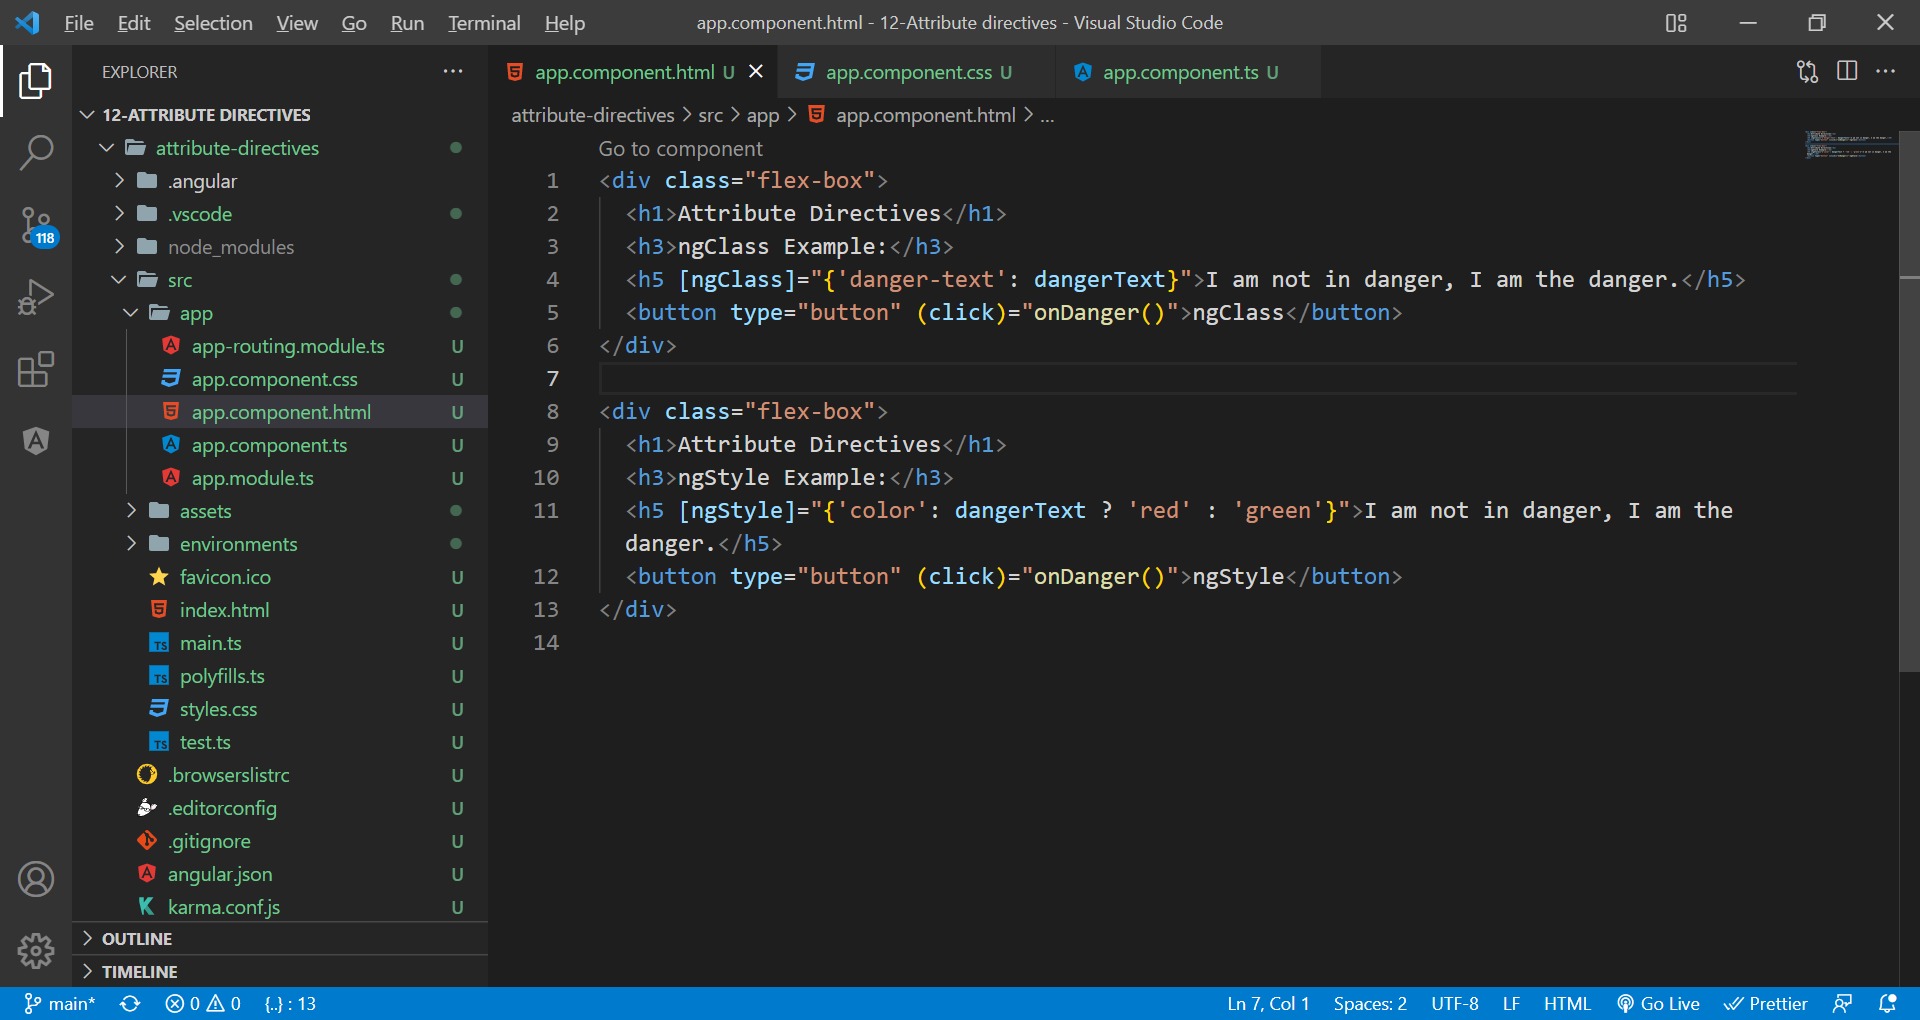 File Edit Selection View Go Run Terminal Help app.component.html - 12-Attribute directives - Visual Studio Code
EXPLORER
12-ATTRIBUTE DIRECTIVES
attribute-directives
.angular
.vscode
118
node_modules
src
app
app-routing.module.ts U
app.component.css U
app.component.html U
app.component.ts U
app.module.ts U
assets
environments
favicon.ico U
index.html U
TS main.ts U
TS polyfills.ts U
styles.css U
TS test.ts U
.browserslistrc U
.editorconfig U
.gitignore U
angular.json U
karma.conf.js U
OUTLINE
TIMELINE
app.component.html U app.component.css U app.component.ts U
attribute-directives > src > app > app.component.html > ...
Go to component
1 <div class="flex-box">
2 <h1>Attribute Directives</h1>
3 <h3>ngClass Example:</h3>
4 <h5 [ngClass]="{'danger-text': dangerText}">I am not in danger, I am the danger.</h5>
5 <button type="button" (click)="onDanger()">ngClass</button>
6 </div>
7
8 <div class="flex-box">
9 <h1>Attribute Directives</h1>
10 <h3>ngStyle Example:</h3>
11 <h5 [ngStyle]="{'color': dangerText ? 'red' : 'green'}">I am not in danger, I am the
danger.</h5>
12 <button type="button" (click)="onDanger()">ngStyle</button>
13 </div>
14
main* 0 0 {..} : 13 Ln 7, Col 1 Spaces: 2 UTF-8 LF HTML Go Live Prettier